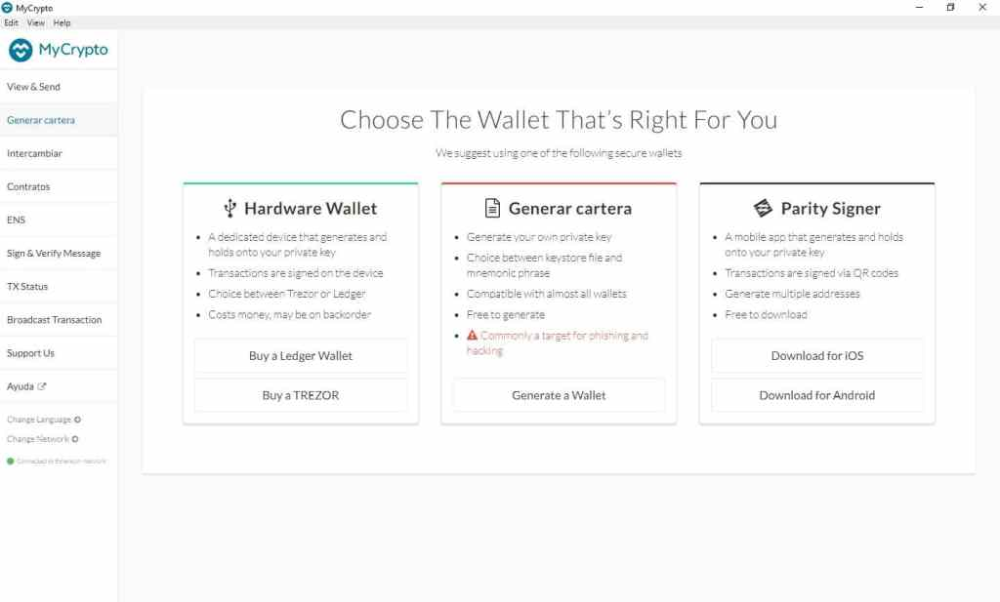 MyCrypto
Edit View Help
MyCrypto
View & Send
Generar cartera
Intercambiar
Contratos
ENS
Sign & Verify Message
TX Status
Broadcast Transaction
Support Us
Ayuda
Change Language
Change Network
Connected to Ethereum network
Choose The Wallet That's Right For You
We suggest using one of the following secure wallets
Hardware Wallet
• A dedicated device that generates and
holds onto your private key
• Transactions are signed on the device
• Choice between Trezor or Ledger
• Costs money, may be on backorder
Buy a Ledger Wallet
Buy a TREZOR
Generar cartera
• Generate your own private key
• Choice between keystore file and
mnemonic phrase
• Compatible with almost all wallets
• Free to generate
• Commonly a target for phishing and
hacking
Generate a Wallet
Parity Signer
• A mobile app that generates and holds
onto your private key
• Transactions are signed via QR codes
• Generate multiple addresses
• Free to download
Download for iOS
Download for Android